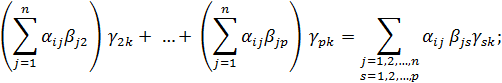 (∑_{j=1}^{n} α_{ij}β_{j2}) γ_{2k} + … + (∑_{j=1}^{n} α_{ij}β_{jp}) γ_{pk} = ∑_{j=1,2,…,n s=1,2,…,p} α_{ij} β_{js}γ_{sk};